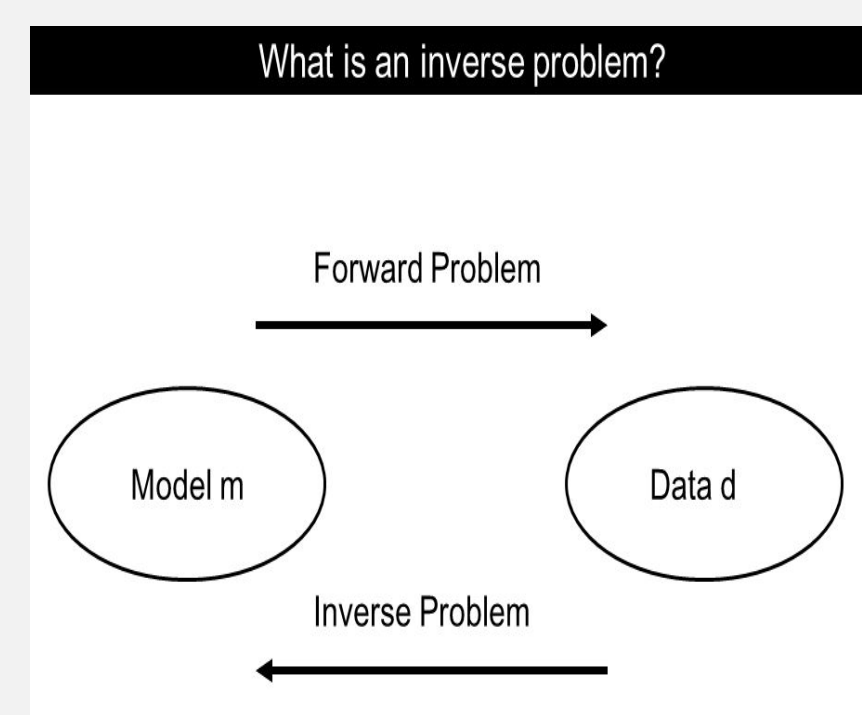 What is an inverse problem?
Forward Problem
Model m
Data d
Inverse Problem